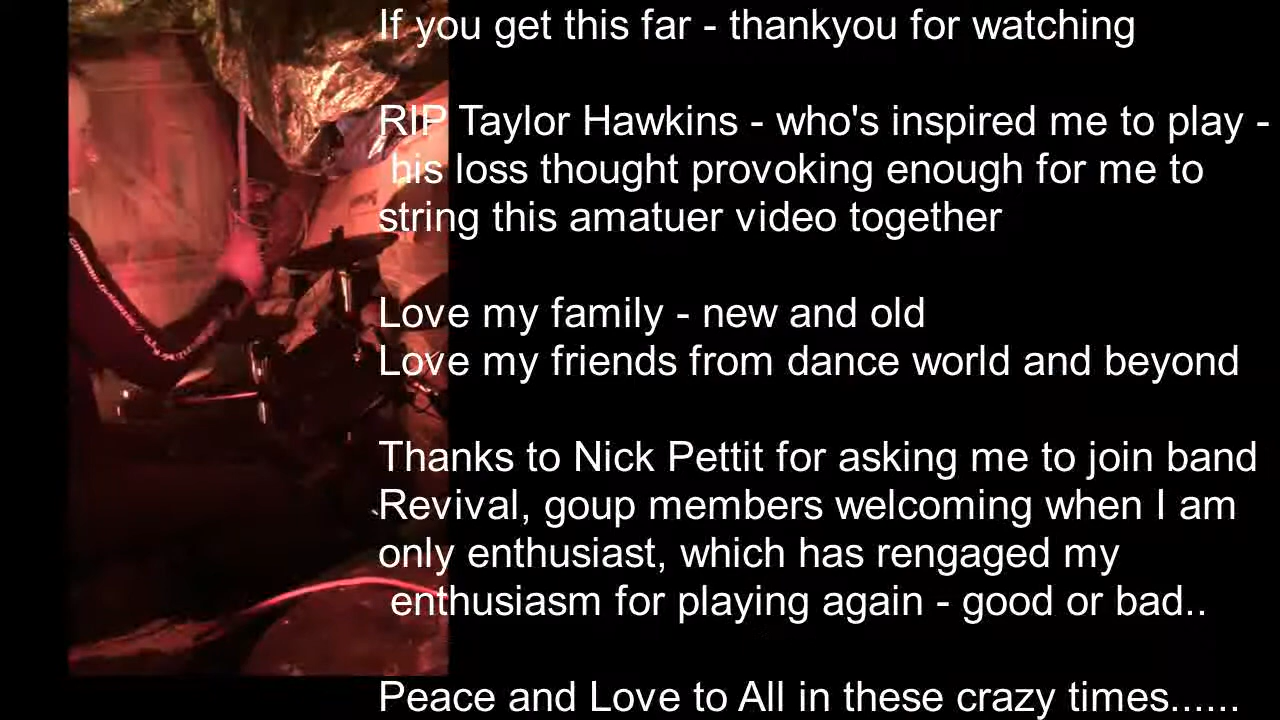 If you get this far - thankyou for watching
RIP Taylor Hawkins - who's inspired me to play -
his loss thought provoking enough for me to
string this amatuer video together
Love my family - new and old
Love my friends from dance world and beyond
Thanks to Nick Pettit for asking me to join band
Revival, goup members welcoming when I am
only enthusiast, which has rengaged my
enthusiasm for playing again - good or bad..
Peace and Love to All in these crazy times......